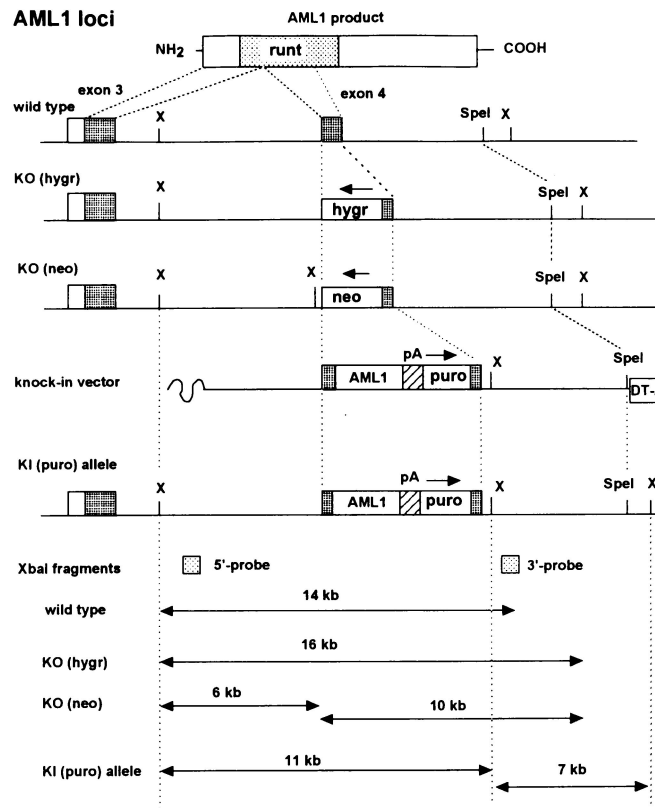 AML1 loci
AML1 product
NH2
runt
COOH
exon 3
exon 4
wild type
X
SpeI X
KO (hygr)
X
hygr
SpeI
X
KO (neo)
X
X
neo
SpeI
X
knock-in vector
pA
AML1
puro
X
SpeI
DT-
KI (puro) allele
X
pA
AML1
puro
X
SpeI
X
XbaI fragments
5'-probe
3'-probe
wild type
14 kb
KO (hygr)
16 kb
KO (neo)
6 kb
10 kb
KI (puro) allele
11 kb
7 kb